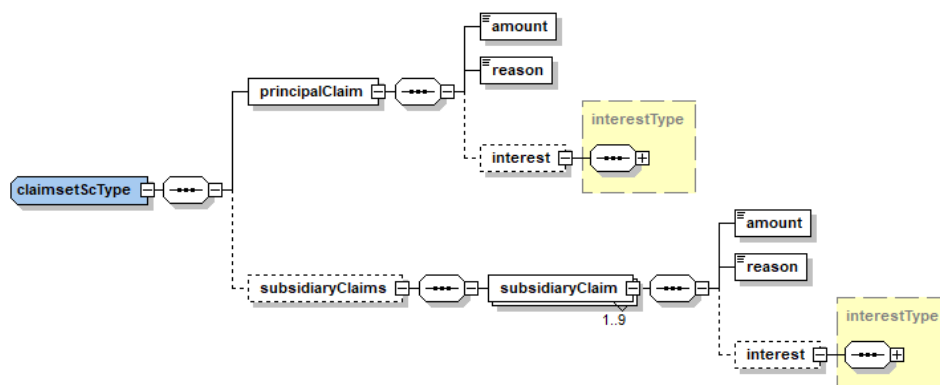 amount
reason
principalClaim
interestType
interest
claimsetScType
amount
reason
subsidiaryClaims
subsidiaryClaim
1..9
interestType
interest